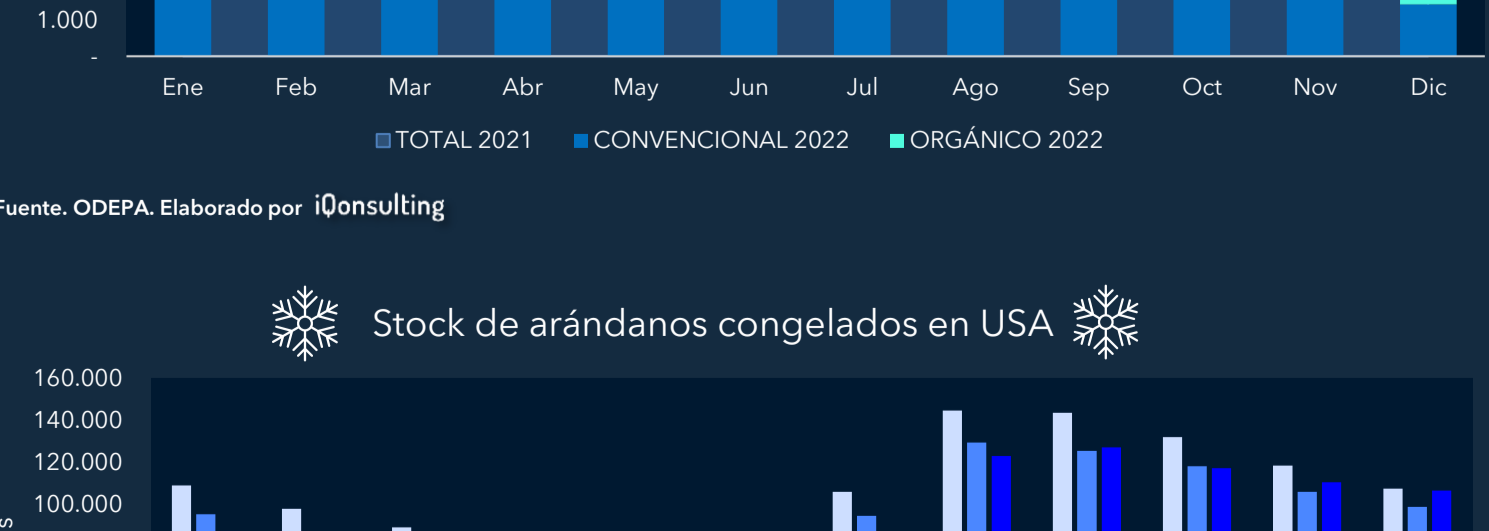 1.000
-
Ene Feb Mar Abr May Jun Jul Ago Sep Oct Nov Dic
TOTAL 2021 CONVENCIONAL 2022 ORGÁNICO 2022
Fuente. ODEPA. Elaborado por iQonsulting
Stock de arándanos congelados en USA
160.000
140.000
120.000
100.000